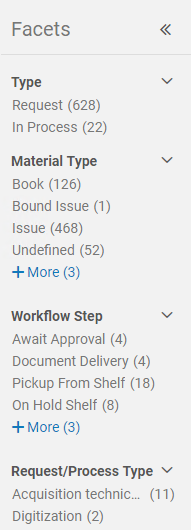 Facets
Type
Request (628)
In Process (22)
Material Type
Book (126)
Bound Issue (1)
Issue (468)
Undefined (52)
+ More (3)
Workflow Step
Await Approval (4)
Document Delivery (4)
Pickup From Shelf (18)
On Hold Shelf (8)
+ More (3)
Request/Process Type
Acquisition technic... (11)
Digitization (2)